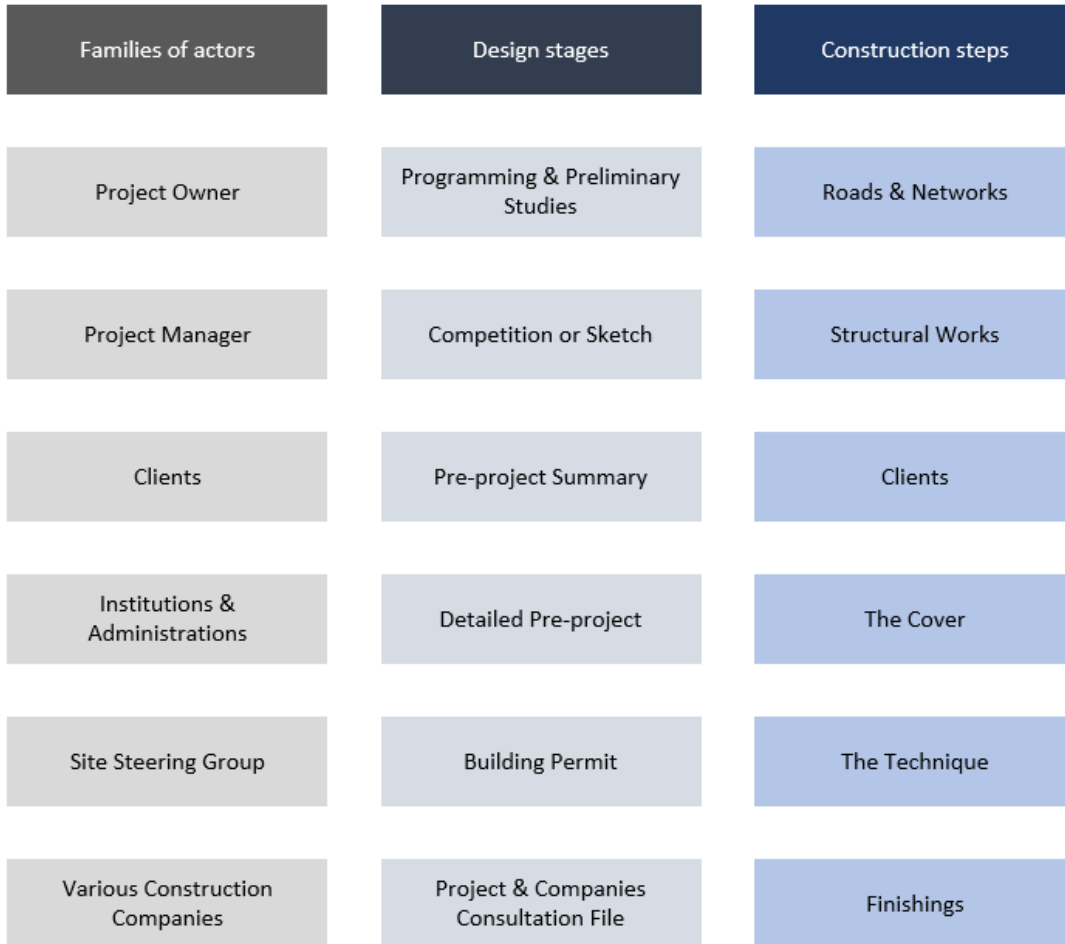 Families of actors
Design stages
Construction steps
Project Owner
Programming & Preliminary
Studies
Roads & Networks
Project Manager
Competition or Sketch
Structural Works
Clients
Pre-project Summary
Clients
Institutions &
Administrations
Detailed Pre-project
The Cover
Site Steering Group
Building Permit
The Technique
Various Construction
Companies
Project & Companies
Consultation File
Finishings